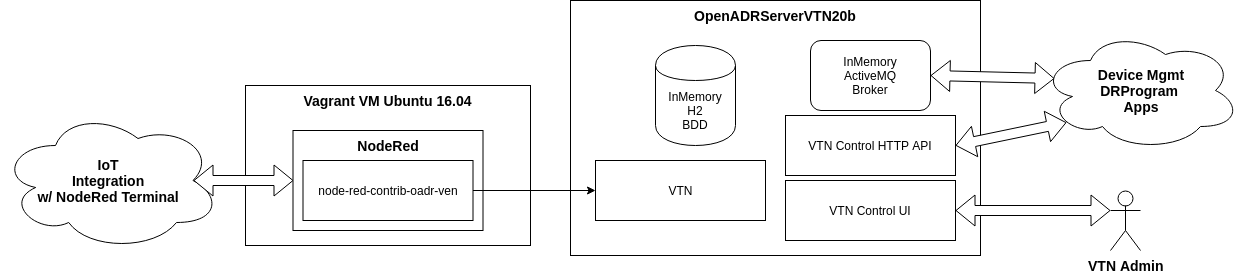 OpenADRServerVTN20b
InMemory
H2
BDD
InMemory
ActiveMQ
Broker
Device Mgmt
DRProgram
Apps
Vagrant VM Ubuntu 16.04
NodeRed
node-red-contrib-oadr-ven
IoT
Integration
w/ NodeRed Terminal
VTN
VTN Control HTTP API
VTN Control UI
VTN Admin